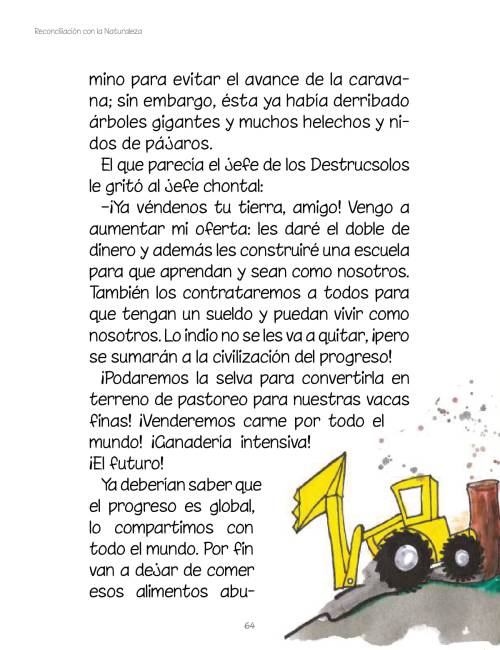 Reconciliación con la Naturaleza
mino para evitar el avance de la carava-
na; sin embargo, ésta ya había derribado
árboles gigantes y muchos helechos y ni-
dos de pájaros.
El que parecía el jefe de los Destrucsolos
le gritó al jefe chontal:
–¡Ya véndenos tu tierra, amigo! Vengo a
aumentar mi oferta: les daré el doble de
dinero y además les construiré una escuela
para que aprendan y sean como nosotros.
También los contrataremos a todos para
que tengan un sueldo y puedan vivir como
nosotros. Lo indio no se les va a quitar, ¡pero
se sumarán a la civilización del progreso!
¡Podaremos la selva para convertirla en
terreno de pastoreo para nuestras vacas
finas! ¡Venderemos carne por todo el
mundo! ¡Ganadería intensiva!
¡El futuro!
Ya deberían saber que
el progreso es global,
lo compartimos con
todo el mundo. Por fin
van a dejar de comer
esos alimentos abu-
64